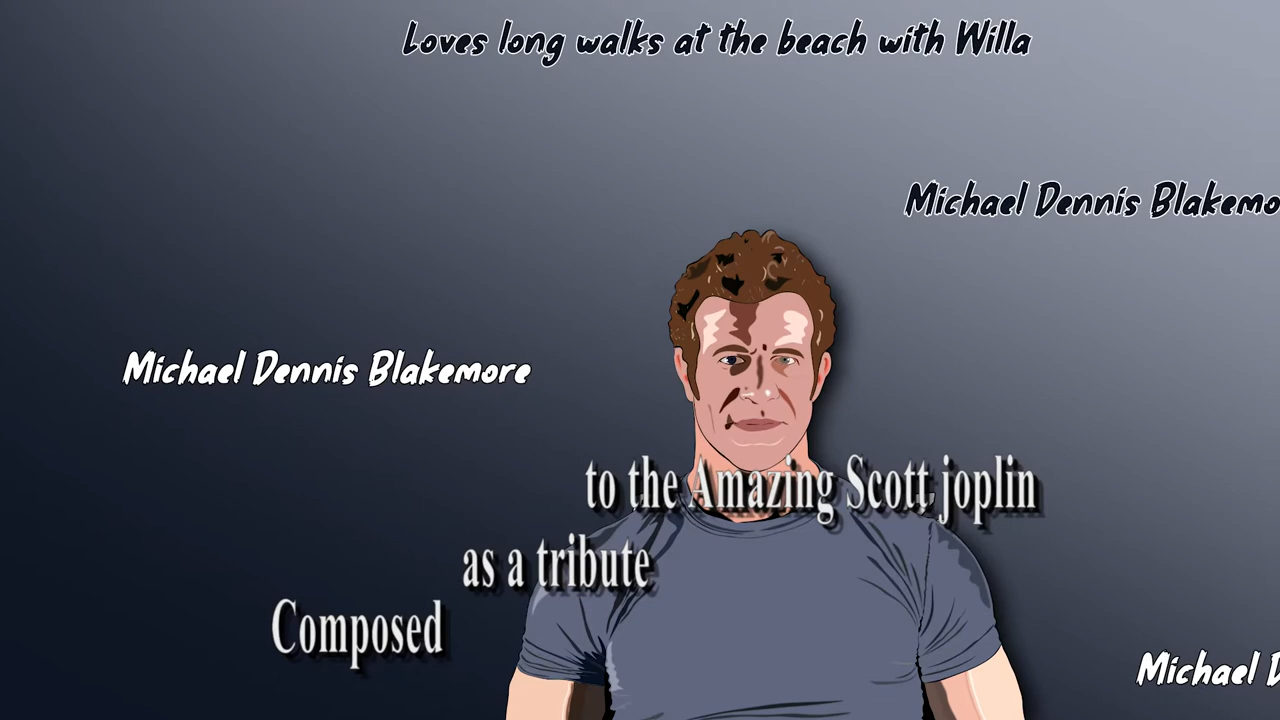 Loves long walks at the beach with Willa
Michael Dennis Blakemo
Michael Dennis Blakemore
to the Amazing Scott joplin
as a tribute
Composed
Michael D